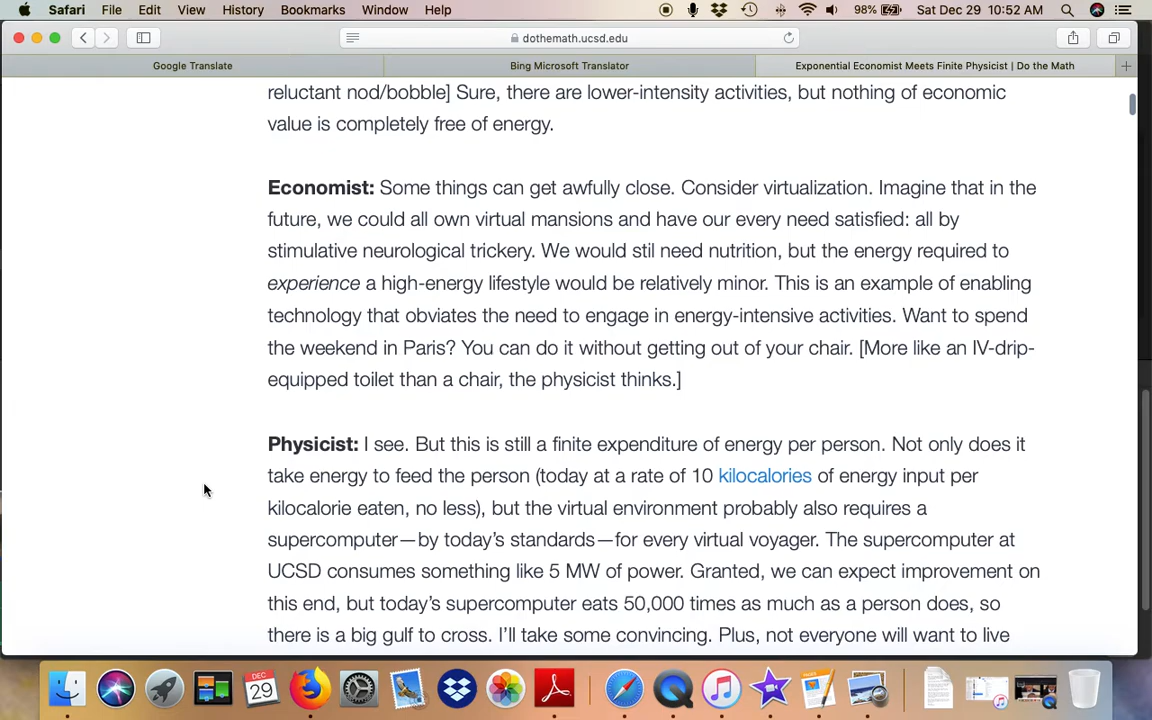 Safari File Edit View History Bookmarks Window Help 98% Sat Dec 29 10:52 AM
dothemath.ucsd.edu
Google Translate Bing Microsoft Translator Exponential Economist Meets Finite Physicist | Do the Math
reluctant nod/bobble] Sure, there are lower-intensity activities, but nothing of economic
value is completely free of energy.
Economist: Some things can get awfully close. Consider virtualization. Imagine that in the
future, we could all own virtual mansions and have our every need satisfied: all by
stimulative neurological trickery. We would stil need nutrition, but the energy required to
experience a high-energy lifestyle would be relatively minor. This is an example of enabling
technology that obviates the need to engage in energy-intensive activities. Want to spend
the weekend in Paris? You can do it without getting out of your chair. [More like an IV-drip-
equipped toilet than a chair, the physicist thinks.]
Physicist: I see. But this is still a finite expenditure of energy per person. Not only does it
take energy to feed the person (today at a rate of 10 kilocalories of energy input per
kilocalorie eaten, no less), but the virtual environment probably also requires a
supercomputer—by today's standards—for every virtual voyager. The supercomputer at
UCSD consumes something like 5 MW of power. Granted, we can expect improvement on
this end, but today's supercomputer eats 50,000 times as much as a person does, so
there is a big gulf to cross. I'll take some convincing. Plus, not everyone will want to live
DEC
29